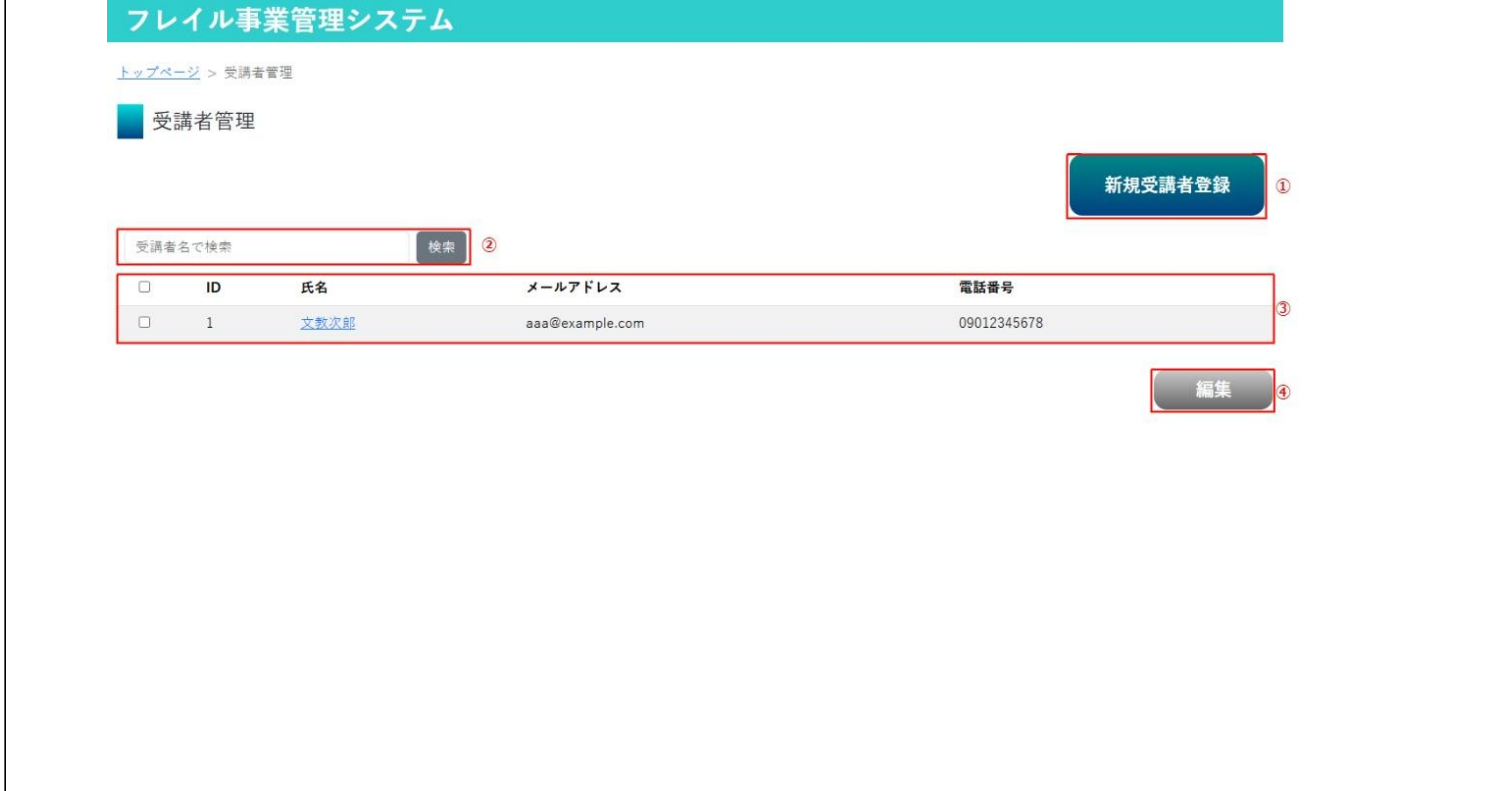 フレイル事業管理システム
トップページ > 受講者管理
受講者管理
新規受講者登録 ①
受講者名で検索 検索 ②
ID 氏名 メールアドレス 電話番号
③
1 文教次郎 aaa@example.com 09012345678
編集 ④